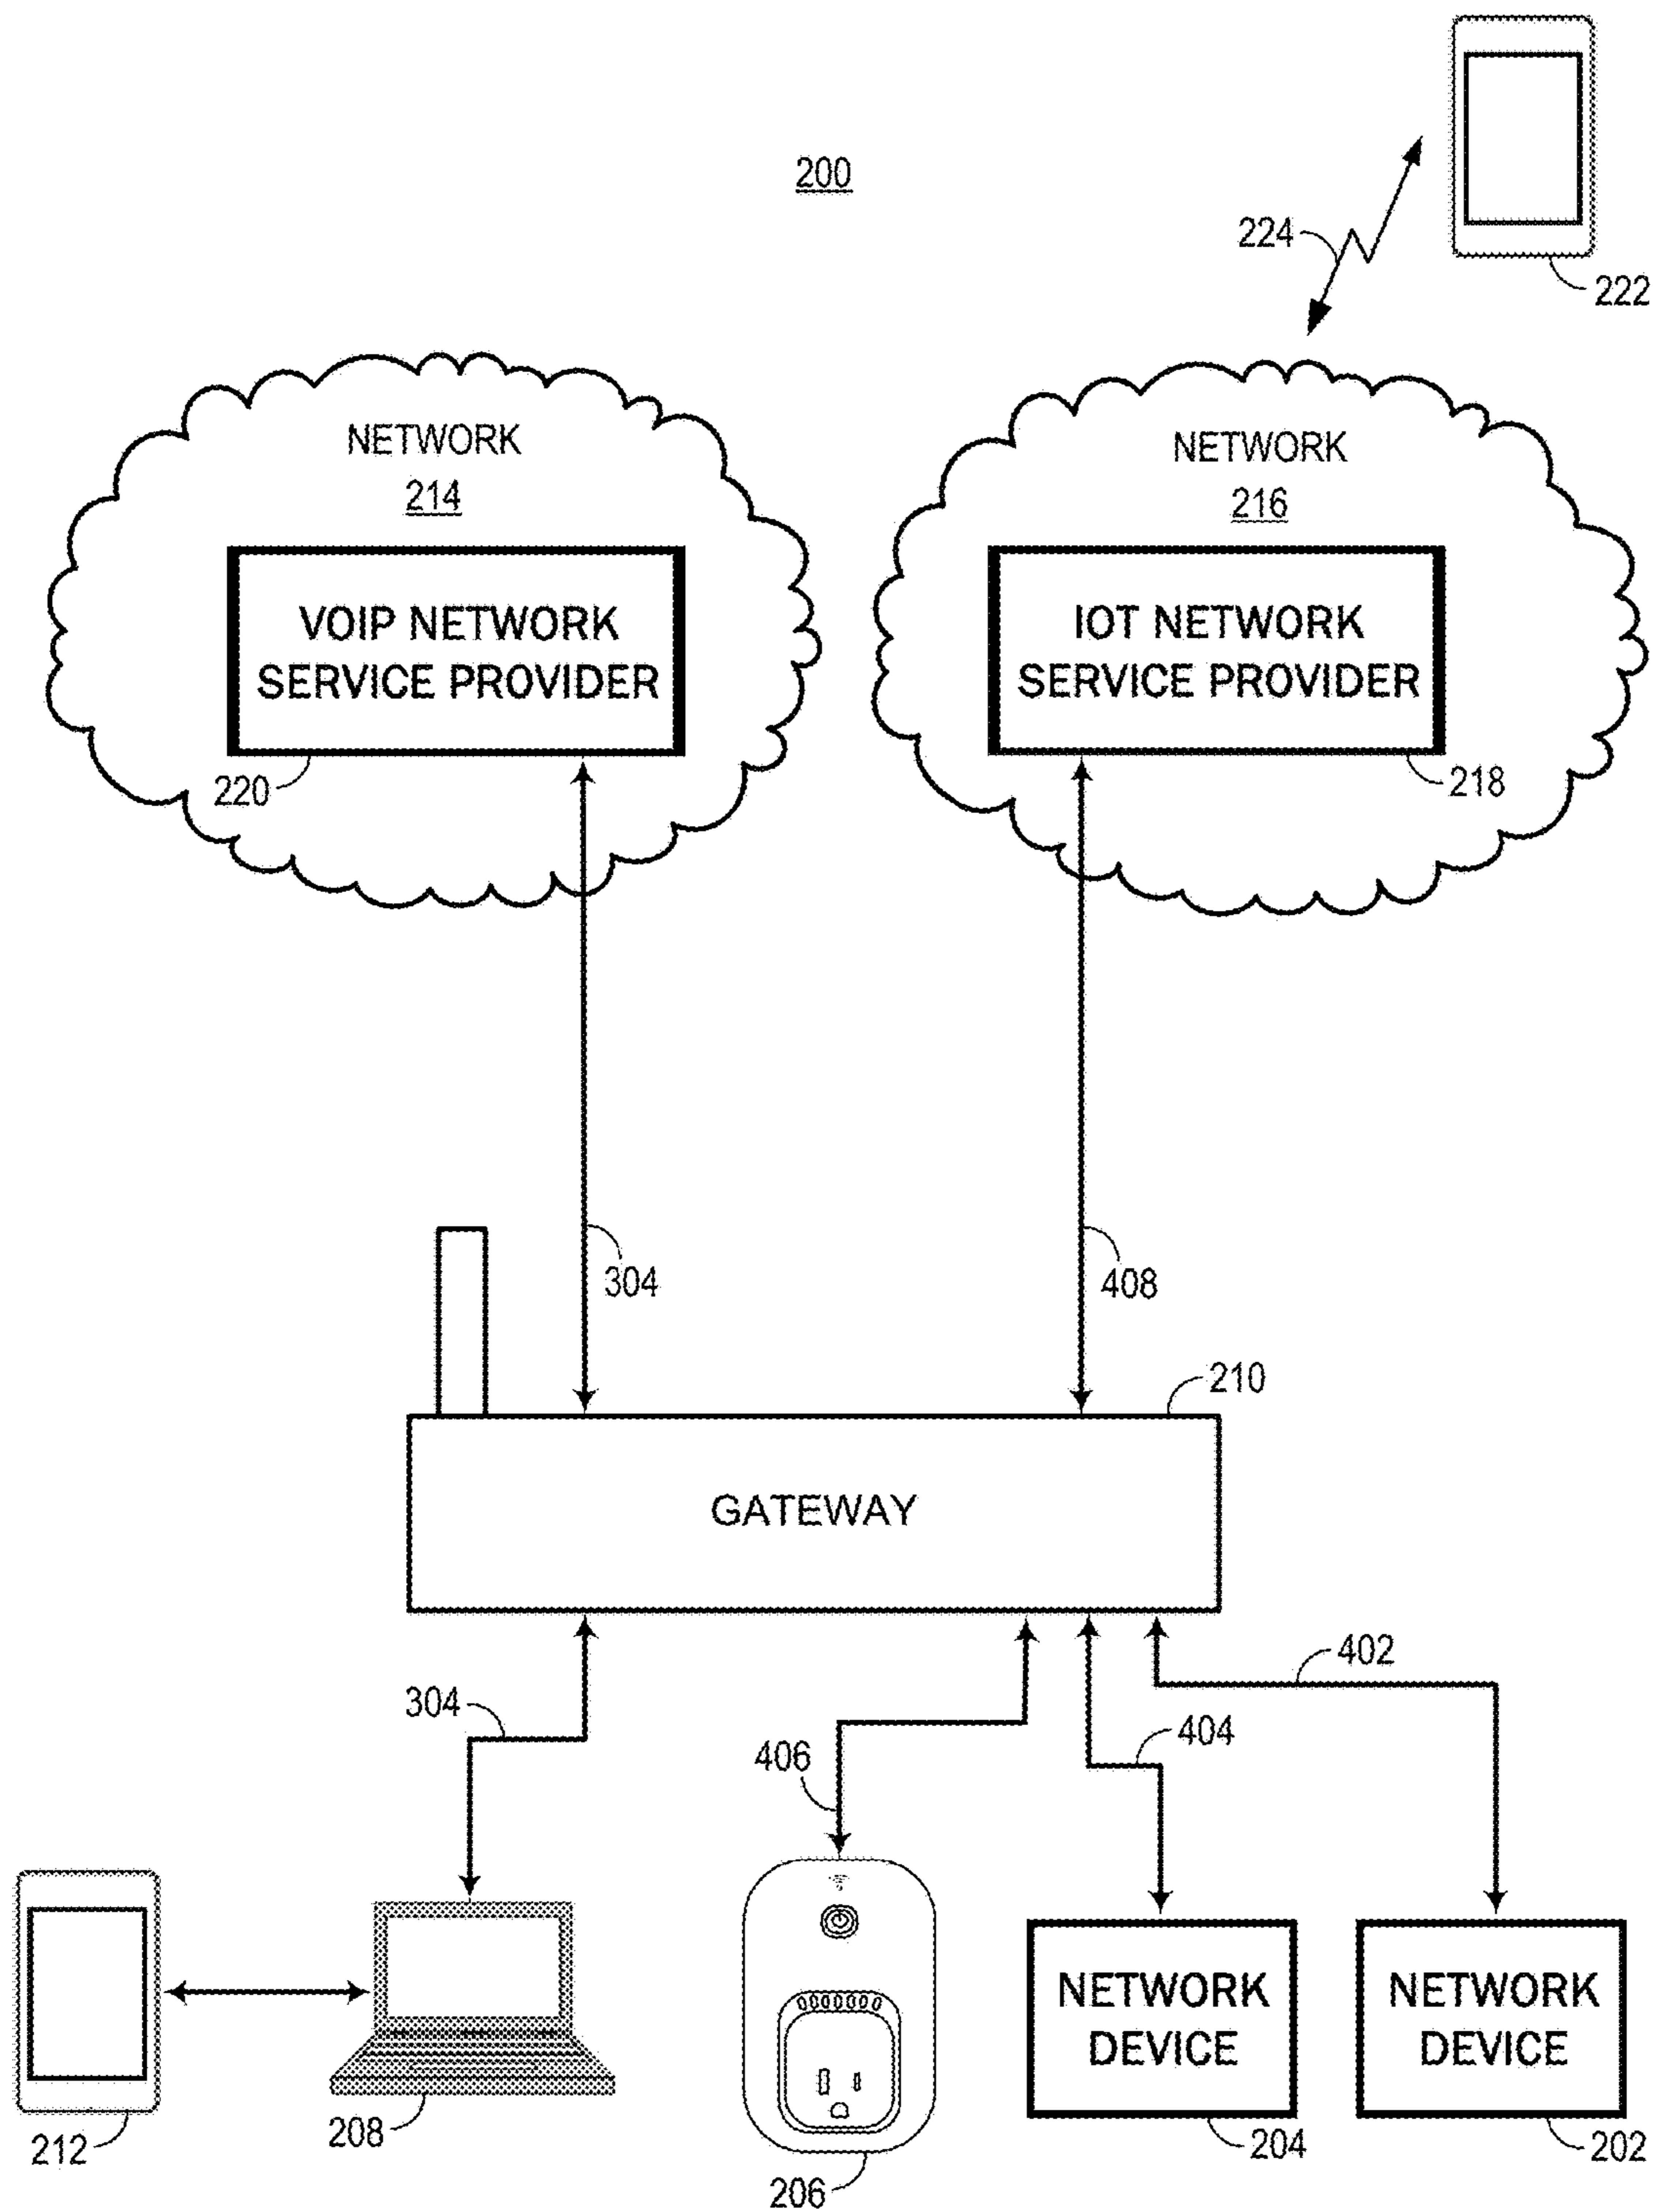 200
224
222
NETWORK
214
NETWORK
216
VOIP NETWORK
SERVICE PROVIDER
IOT NETWORK
SERVICE PROVIDER
220
218
304
408
210
GATEWAY
402
304
404
406
NETWORK
DEVICE
NETWORK
DEVICE
212
208
206
204
202